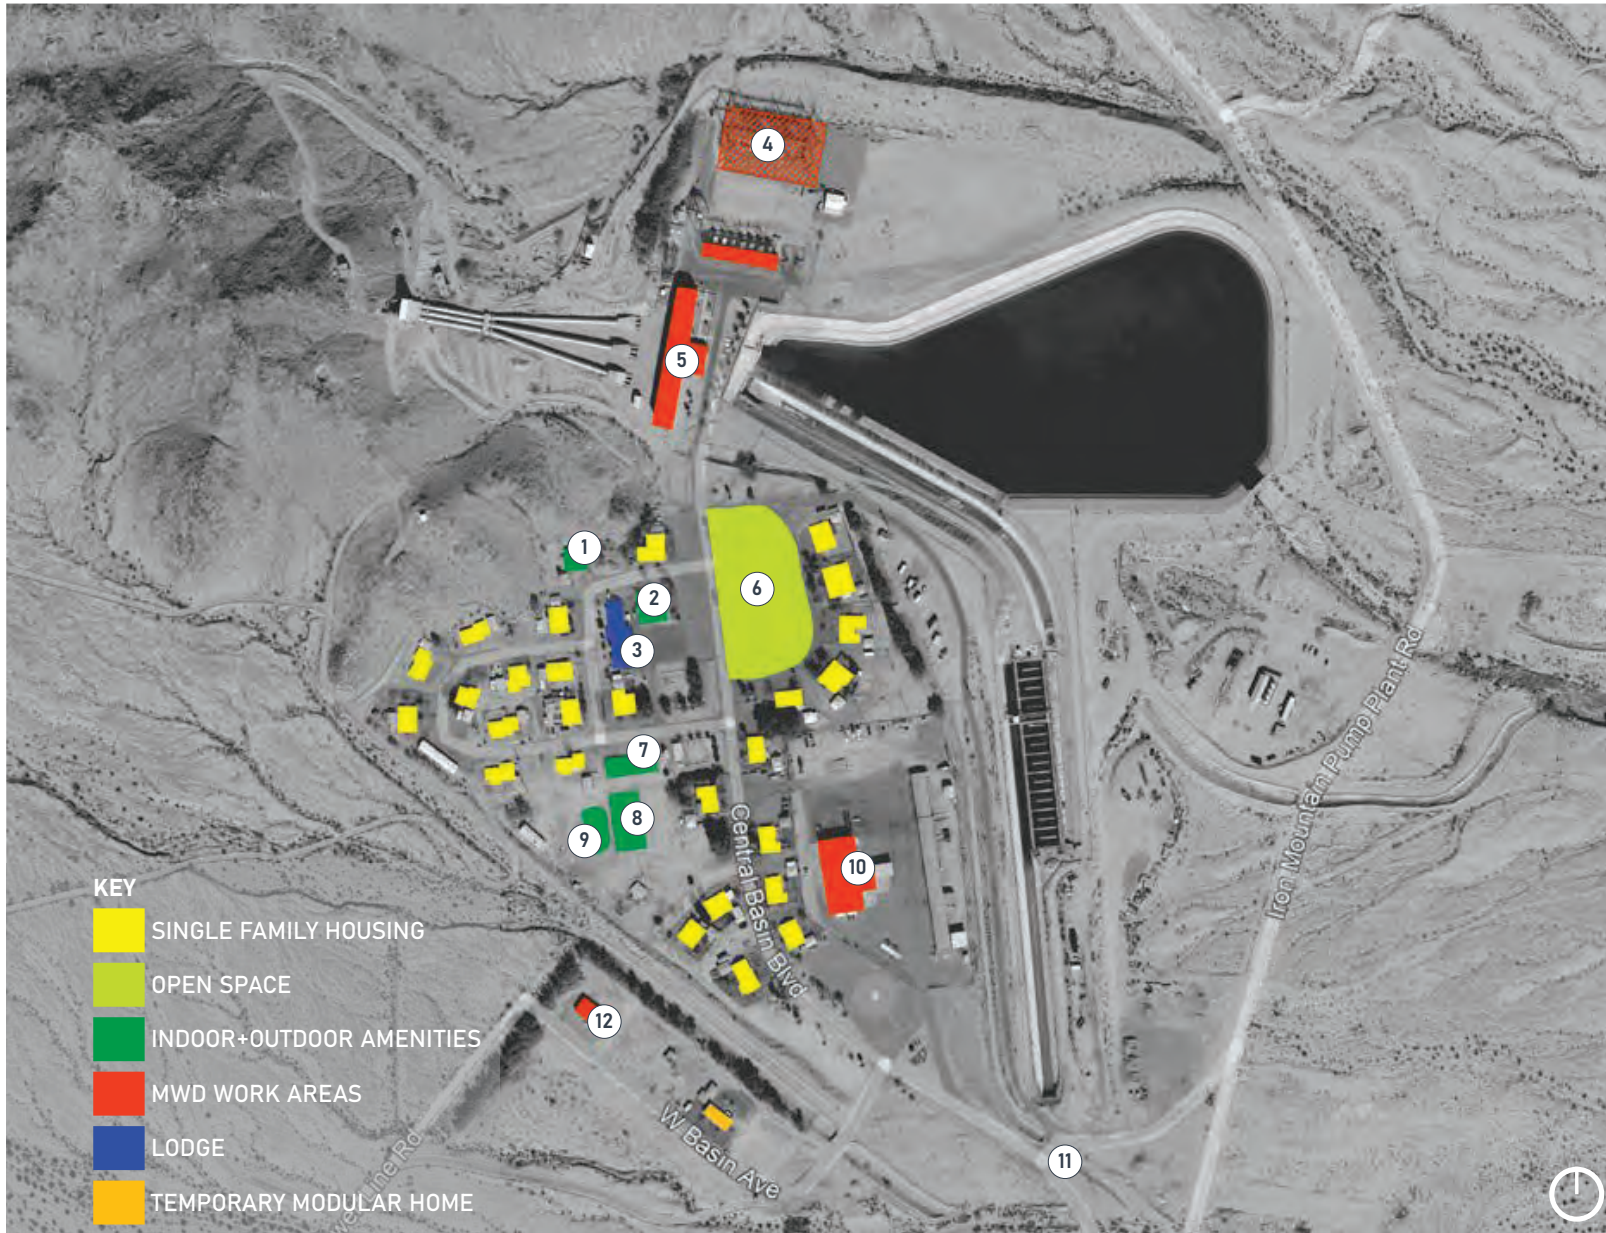 4
5
1
2
6
3
7
8
9
Central Basin Blvd
10
Iron Mountain Pump Plant Rd
KEY
SINGLE FAMILY HOUSING
OPEN SPACE
INDOOR+OUTDOOR AMENITIES
MWD WORK AREAS
LODGE
TEMPORARY MODULAR HOME
12
W Basin Ave
11
Rd